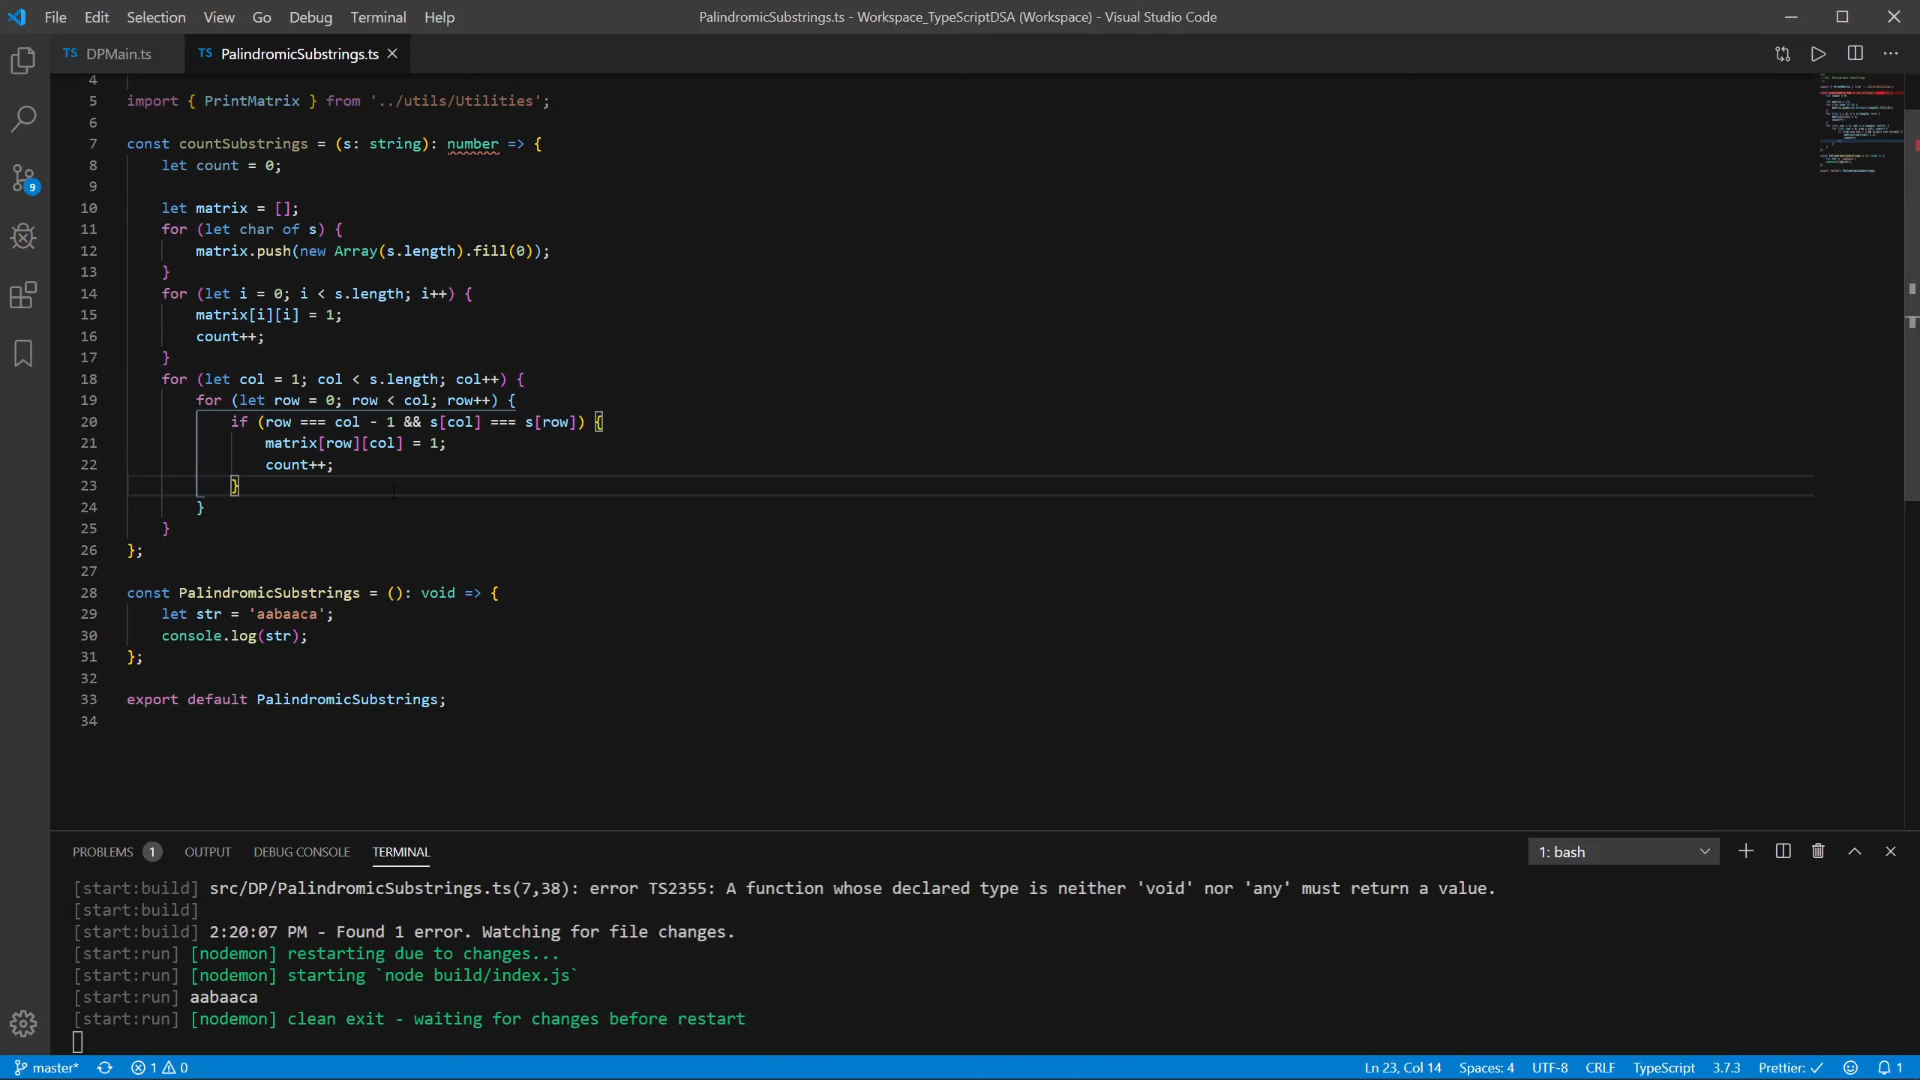 File Edit Selection View Go Debug Terminal Help
PalindromicSubstrings.ts - Workspace_TypeScriptDSA (Workspace) - Visual Studio Code
TS DPMain.ts
TS PalindromicSubstrings.ts
4
5 import { PrintMatrix } from '../utils/Utilities';
6
7 const countSubstrings = (s: string): number => {
8 let count = 0;
9
10 let matrix = [];
11 for (let char of s) {
12 matrix.push(new Array(s.length).fill(0));
13 }
14 for (let i = 0; i < s.length; i++) {
15 matrix[i][i] = 1;
16 count++;
17 }
18 for (let col = 1; col < s.length; col++) {
19 for (let row = 0; row < col; row++) {
20 if (row === col - 1 && s[col] === s[row]) {
21 matrix[row][col] = 1;
22 count++;
23 }
24 }
25 }
26 };
27
28 const PalindromicSubstrings = (): void => {
29 let str = 'aabaaca';
30 console.log(str);
31 };
32
33 export default PalindromicSubstrings;
34
9
PROBLEMS 1 OUTPUT DEBUG CONSOLE TERMINAL
1: bash
[start:build] src/DP/PalindromicSubstrings.ts(7,38): error TS2355: A function whose declared type is neither 'void' nor 'any' must return a value.
[start:build]
[start:build] 2:20:07 PM - Found 1 error. Watching for file changes.
[start:run] [nodemon] restarting due to changes...
[start:run] [nodemon] starting `node build/index.js`
[start:run] aabaaca
[start:run] [nodemon] clean exit - waiting for changes before restart
master* 1 0
Ln 23, Col 14 Spaces: 4 UTF-8 CRLF TypeScript 3.7.3 Prettier: ✓ 1